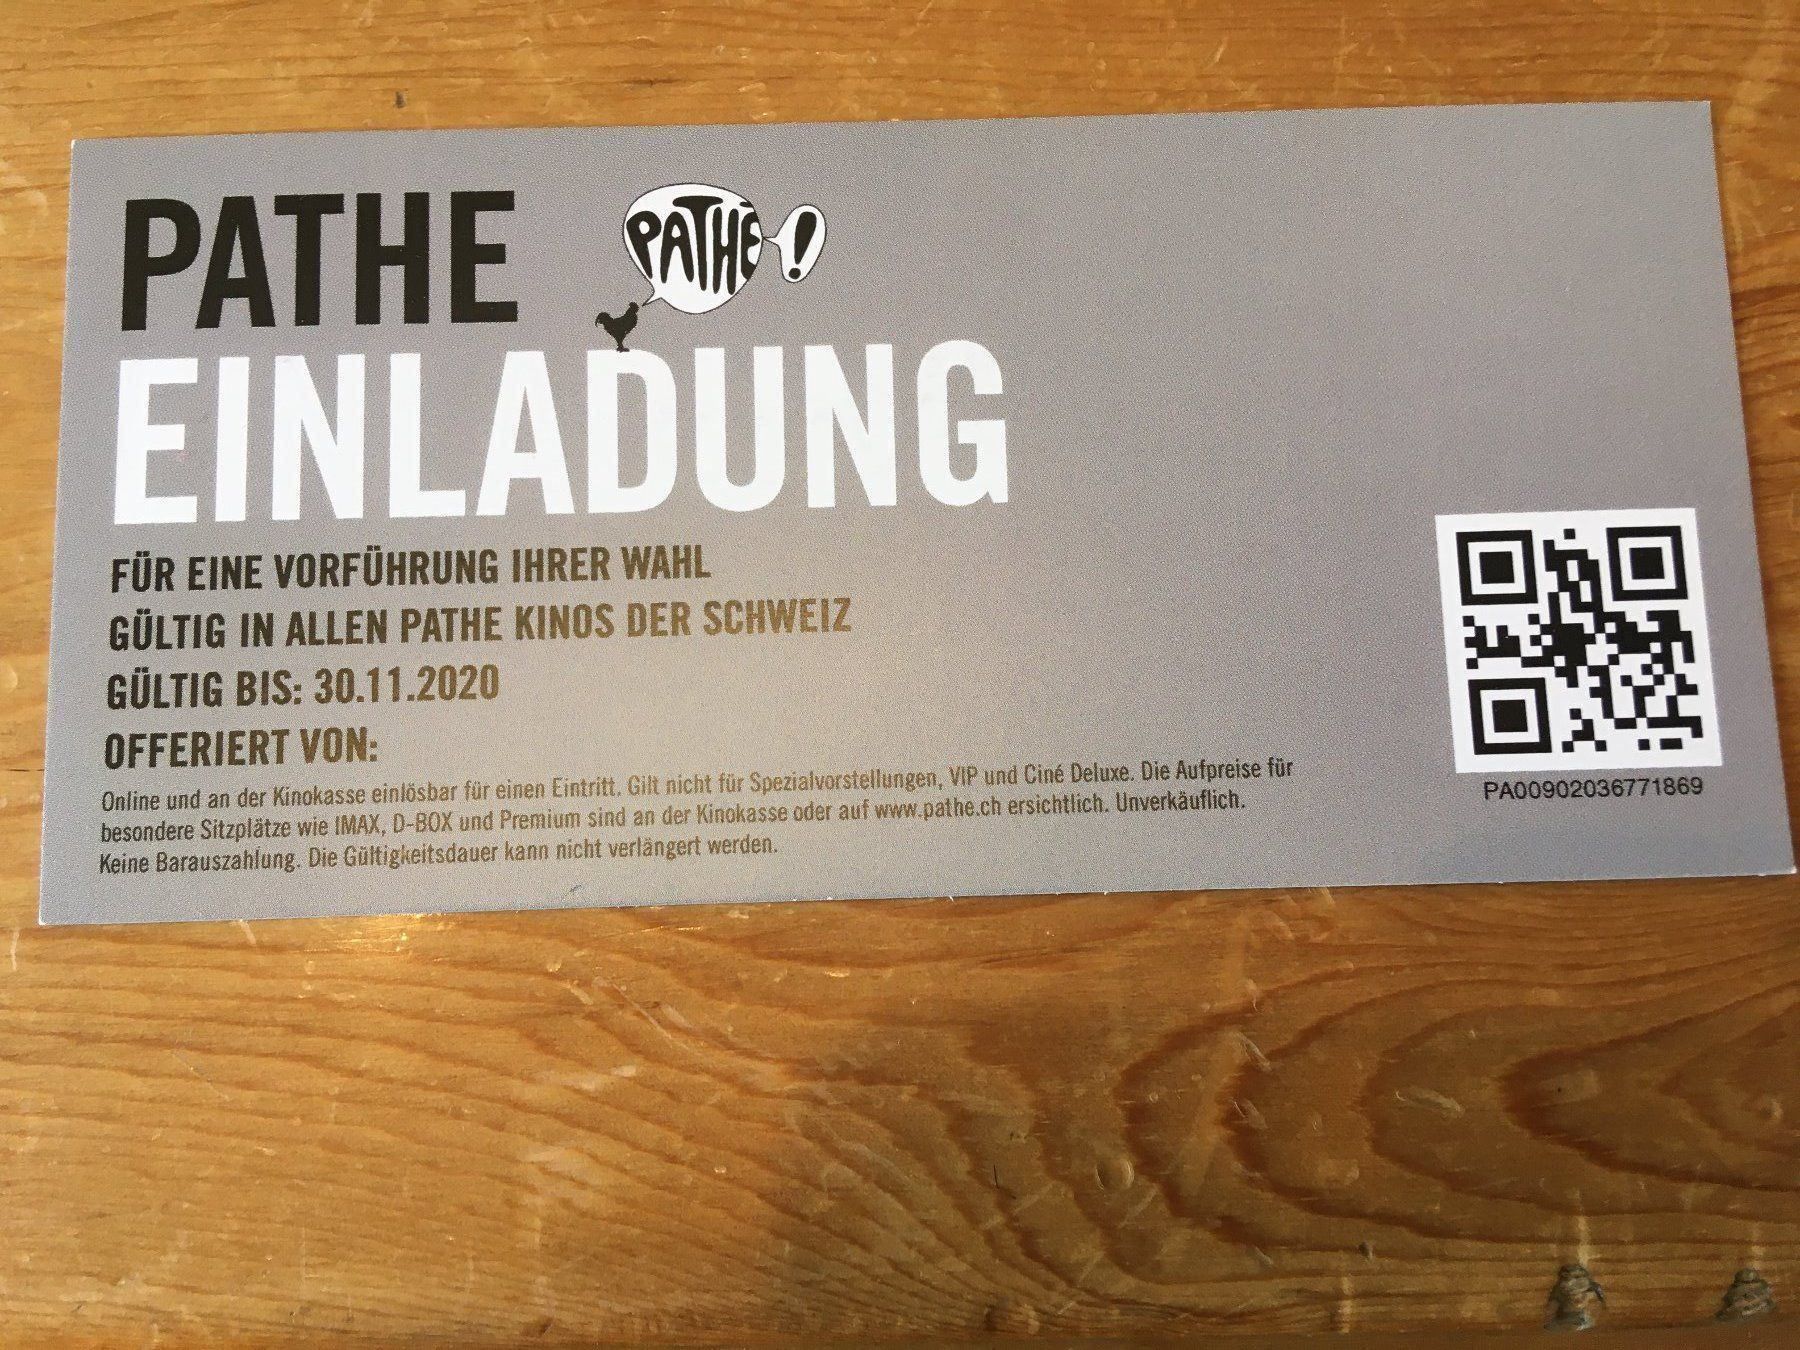 PATHE
PATHÉ!
EINLADUNG
FÜR EINE VORFÜHRUNG IHRER WAHL
GÜLTIG IN ALLEN PATHE KINOS DER SCHWEIZ
GÜLTIG BIS: 30.11.2020
OFFERIERT VON:
Online und an der Kinokasse einlösbar für einen Eintritt. Gilt nicht für Spezialvorstellungen, VIP und Ciné Deluxe. Die Aufpreise für
besondere Sitzplätze wie IMAX, D-BOX und Premium sind an der Kinokasse oder auf www.pathe.ch ersichtlich. Unverkäuflich.
Keine Barauszahlung. Die Gültigkeitsdauer kann nicht verlängert werden.
PA00902036771869